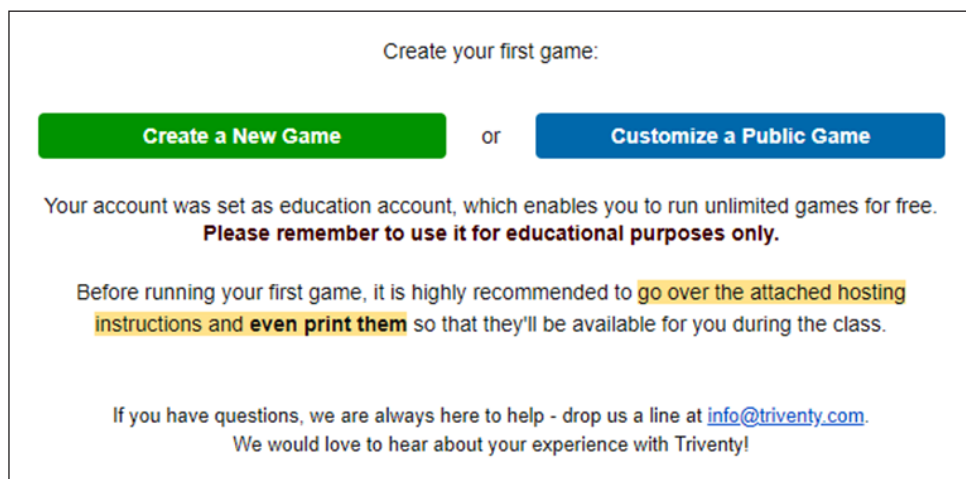 Create your first game:
Create a New Game or Customize a Public Game
Your account was set as education account, which enables you to run unlimited games for free.
Please remember to use it for educational purposes only.
Before running your first game, it is highly recommended to go over the attached hosting
instructions and even print them so that they'll be available for you during the class.
If you have questions, we are always here to help - drop us a line at info@triventy.com.
We would love to hear about your experience with Triventy!